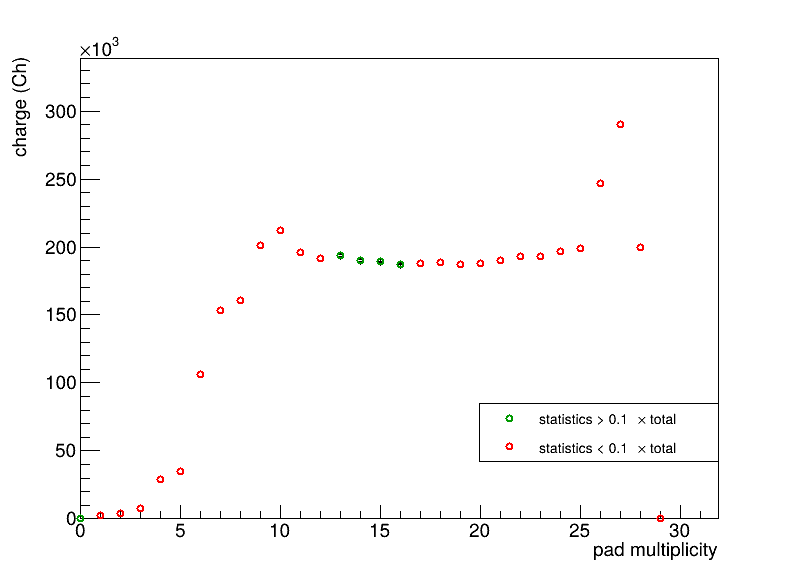 ×10³
charge (Ch)
300
250
200
150
100
50
0
0 5 10 15 20 25 30
pad multiplicity
statistics > 0.1 × total
statistics < 0.1 × total